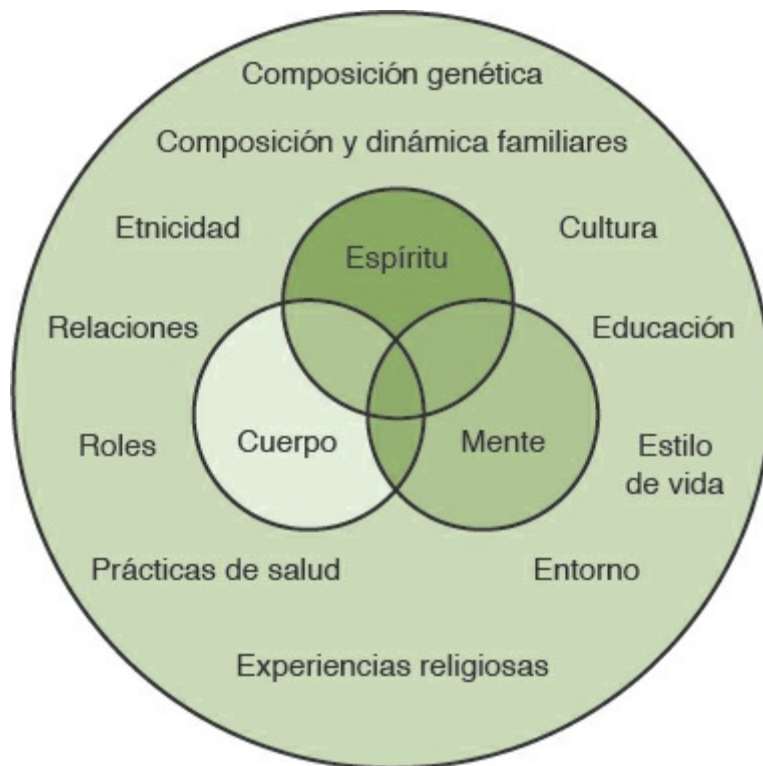 Composición genética
Composición y dinámica familiares
Etnicidad
Cultura
Espíritu
Relaciones
Educación
Roles
Cuerpo
Mente
Estilo
de vida
Prácticas de salud
Entorno
Experiencias religiosas